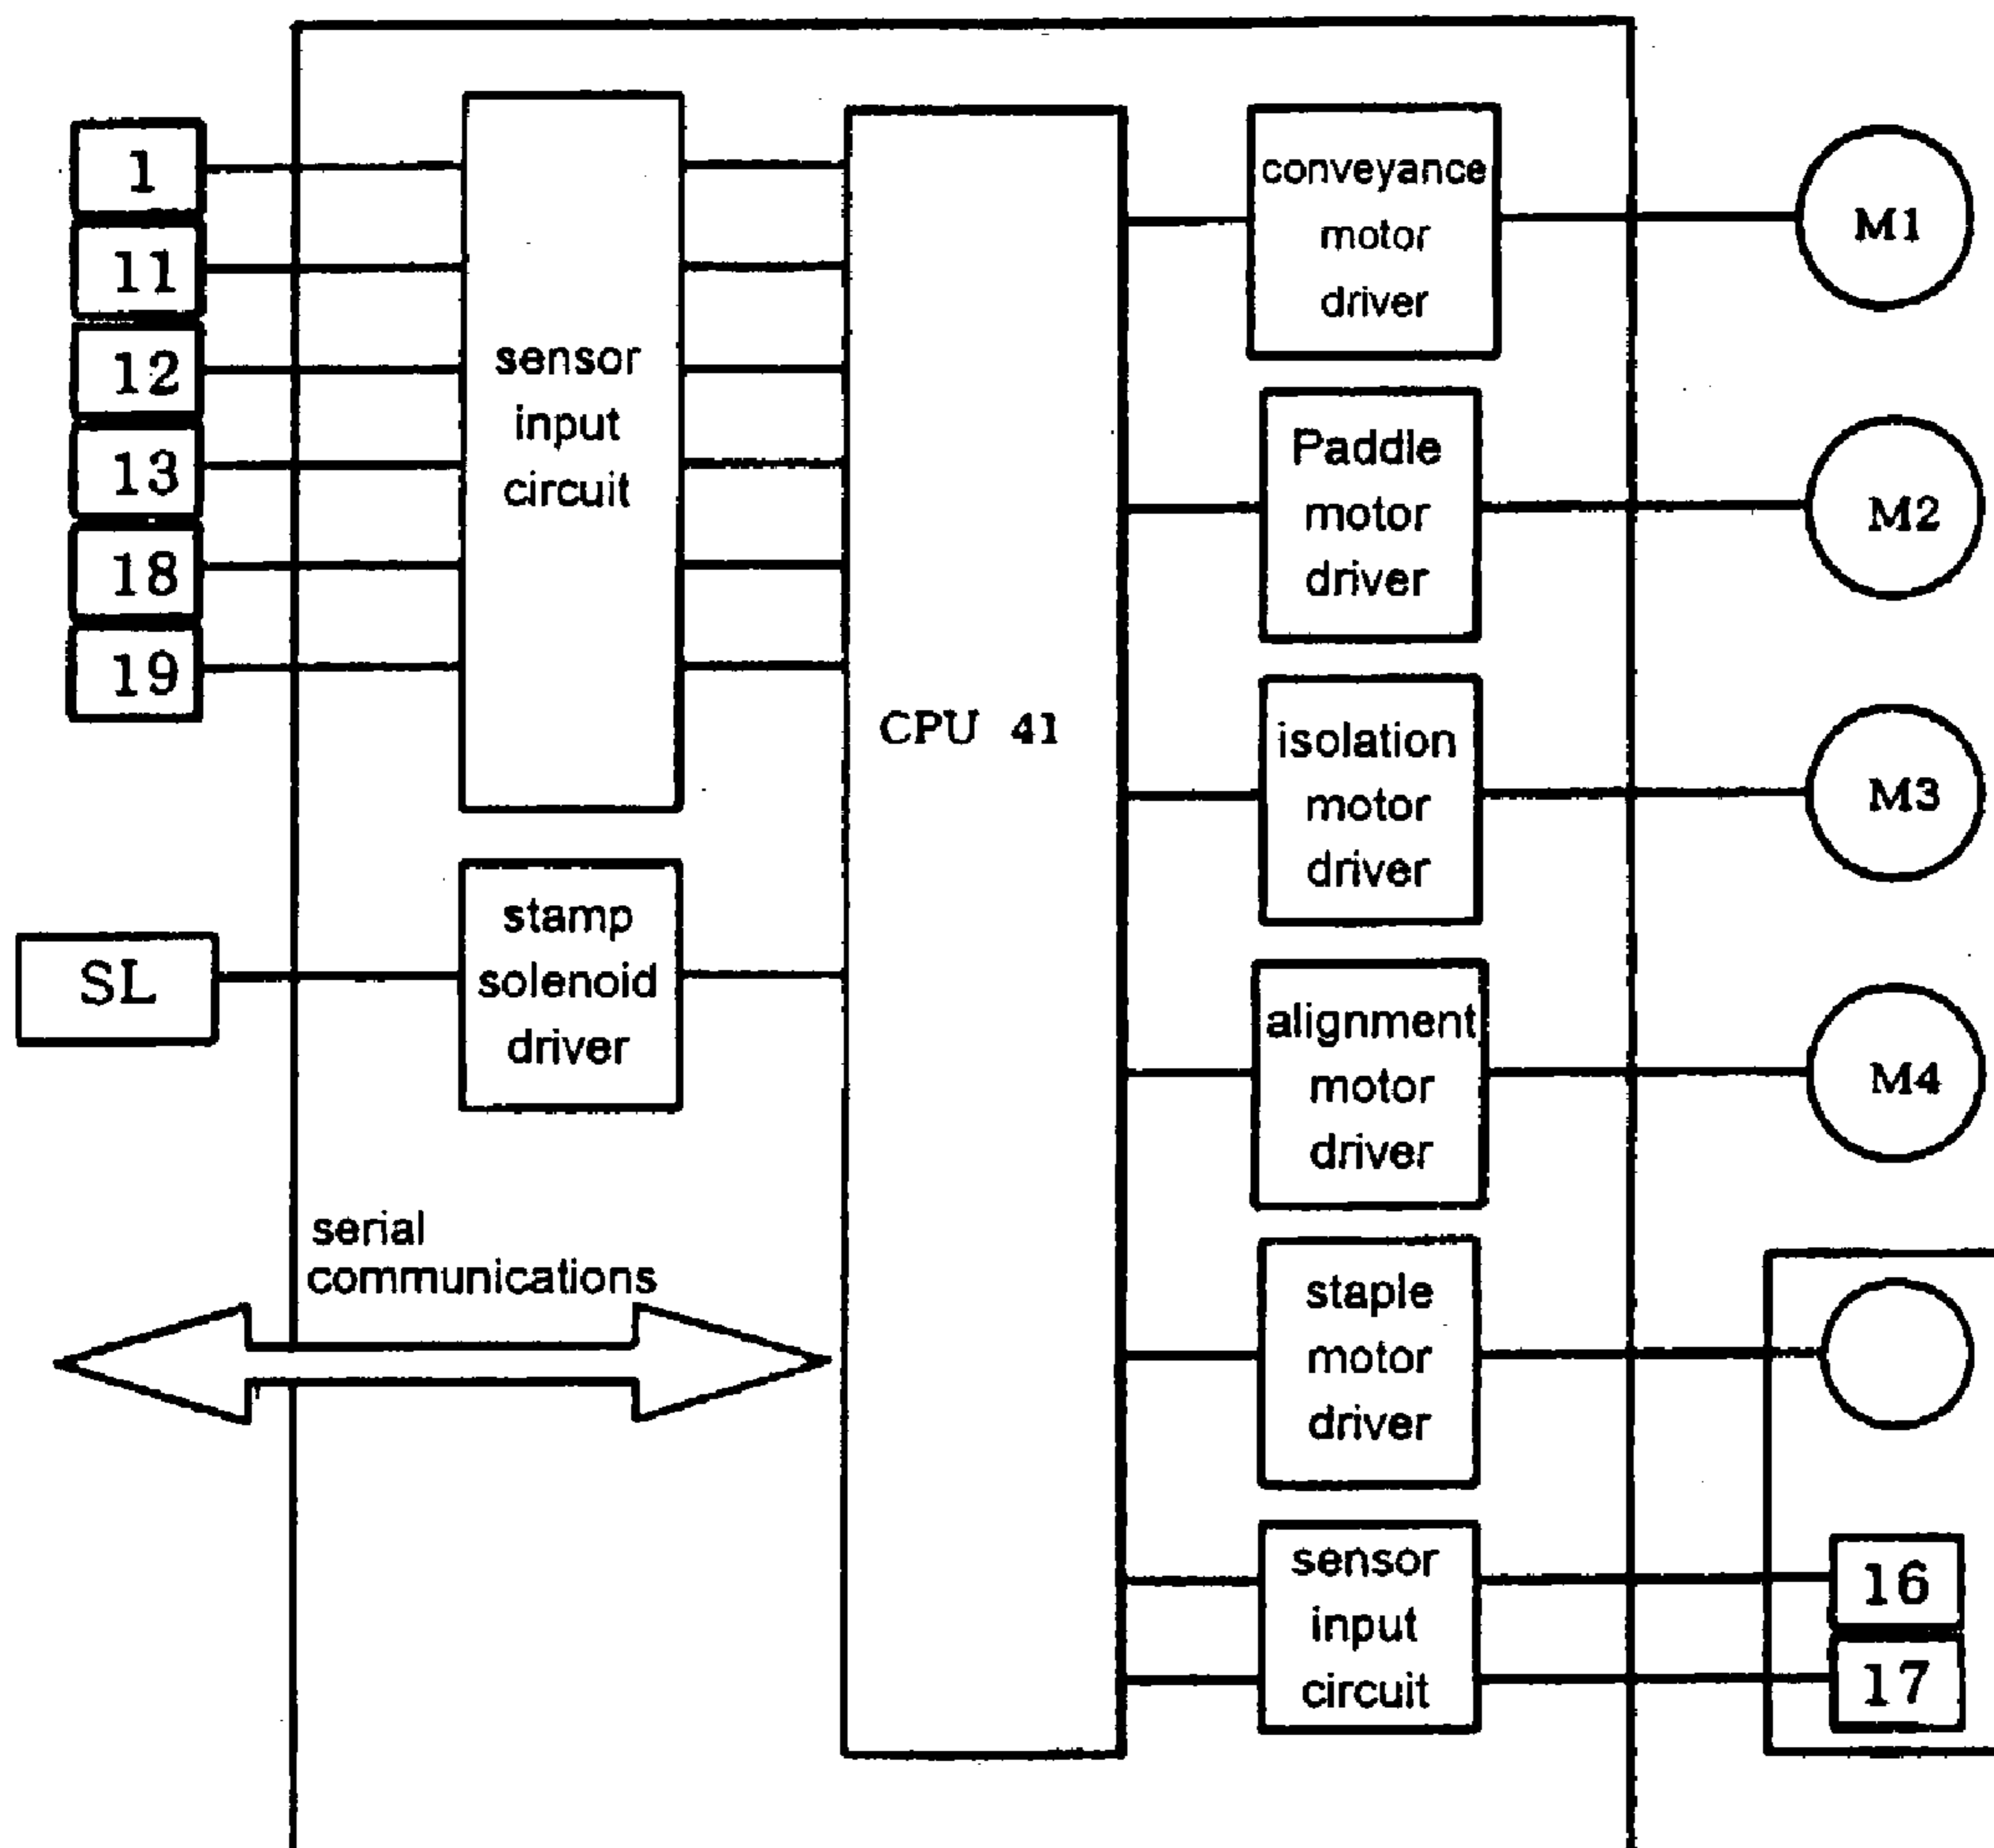 1
11
12
13
18
19
sensor
input
circuit
SL
stamp
solenoid
driver
serial
communications
CPU 41
conveyance
motor
driver
M1
Paddle
motor
driver
M2
isolation
motor
driver
M3
alignment
motor
driver
M4
staple
motor
driver
sensor
input
circuit
16
17